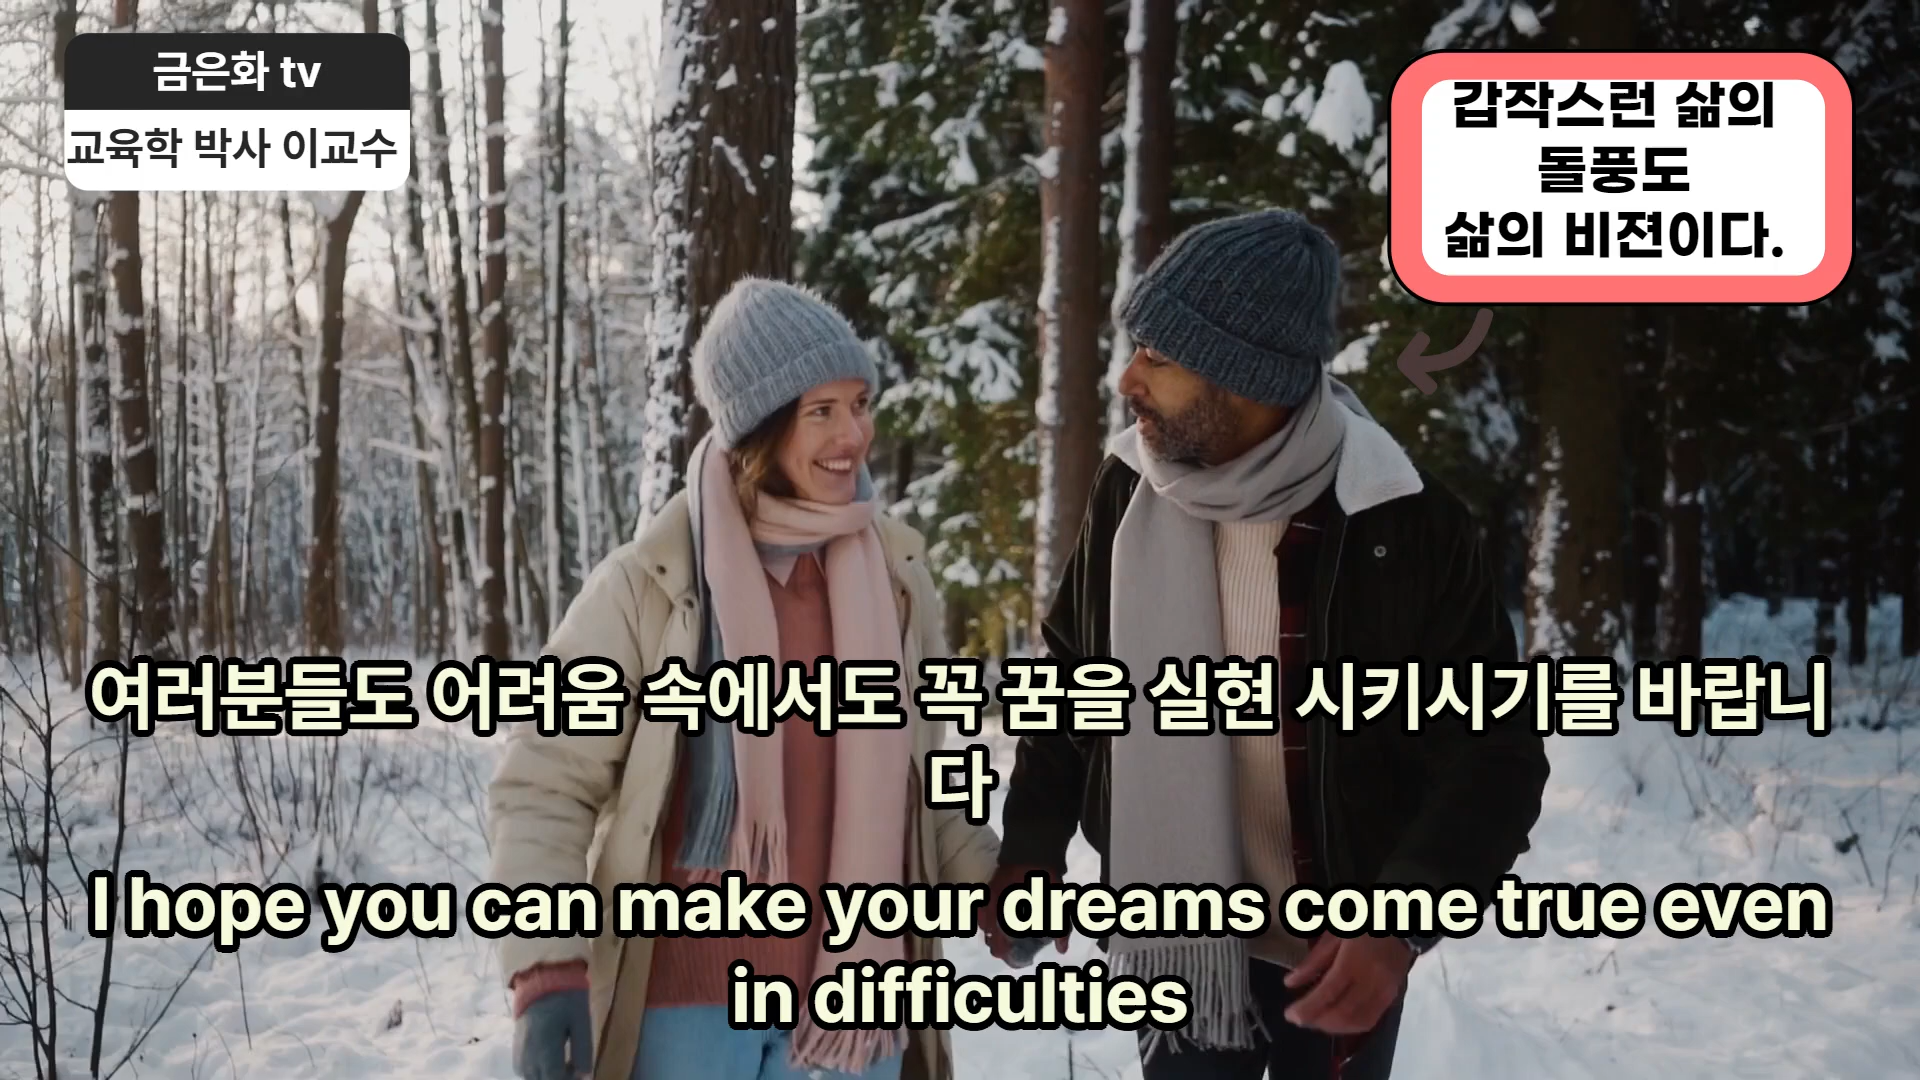 금은화 tv
교육학 박사 이교수
갑작스런 삶의
돌풍도
삶의 비젼이다.
여러분들도 어려움 속에서도 꼭 꿈을 실현 시키시기를 바랍니
다
I hope you can make your dreams come true even
in difficulties